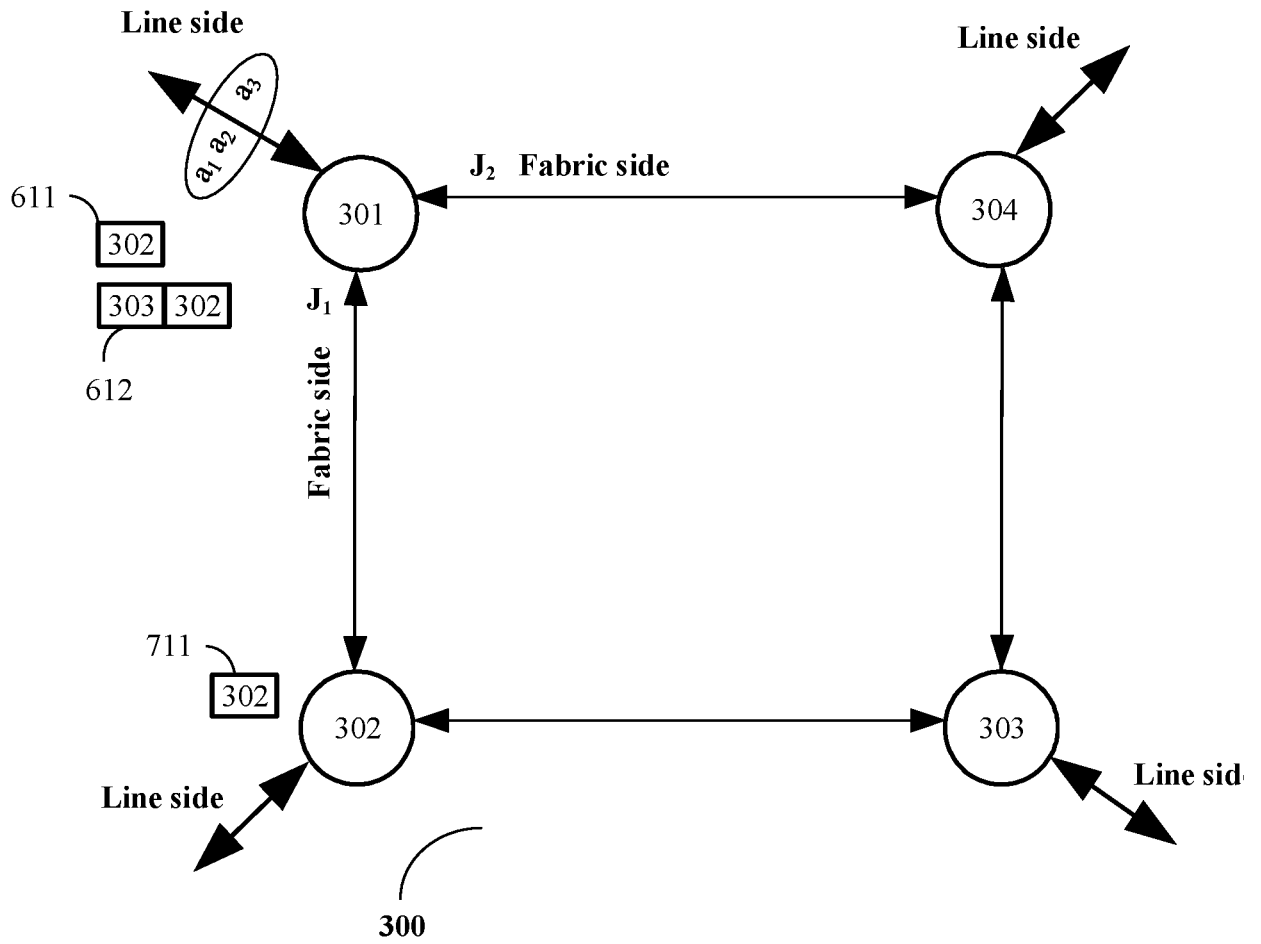 Line side
Line side
a₁ a₂ a₃
J₂ Fabric side
611
301
304
302
303 302
J₁
612
Fabric side
711
302
302
303
Line side
Line sid
300